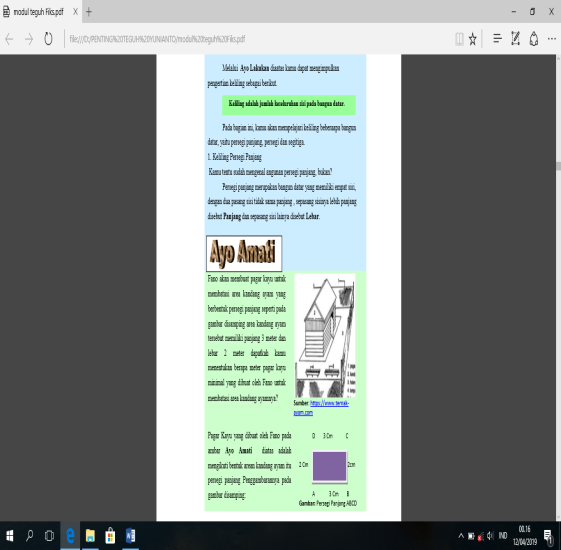 modul teguh Fiks.pdf
file:///D:/PENTING%20TEGUH%20YUNIANTO/modul%20teguh%20Fiks.pdf
Melalui Ayo Lakukan diatas kamu dapat mengimpulkan
pengertian keliling sebagai berikut.
Keliling adalah jumlah keseluruhan sisi pada bangun datar.
Pada bagian ini, kamu akan mempelajari keliling beberapa bangun
datar, yaitu persegi panjang, persegi dan segitiga.
1. Keliling Persegi Panjang
Kamu tentu sudah mengenal angunan persegi panjang, bukan?
Persegi panjang merupakan bangun datar yang memiliki empat sisi,
dengan dua pasang sisi tidak sama panjang , sepasang sisinya lebih panjang
disebut Panjang dan sepasang sisi lainya disebut Lebar.
Ayo Amati
Fano akan membuat pagar kayu untuk
membatasi area kandang ayam yang
berbentuk persegi panjang seperti pada
gambar disamping area kandang ayam
tersebut memiliki panjang 3 meter dan
lebar 2 meter dapatkah kamu
menentukan berapa meter pagar kayu
minimal yang dibuat oleh Fano untuk
membatasi area kandang ayamnya?
Sumber: https://www.ternak-
ayam.com
Pagar Kayu yang dibuat oleh Fano pada
ambar Ayo Amati diatas adalah
mengikuti bentuk aream kandang ayam itu
persegi panjang Penggambarannya pada
gambar disamping:
D 3 Cm C
2 Cm 2cm
A 3 Cm B
Gambar: Persegi Panjang ABCD
IND
00.16
12/04/2019